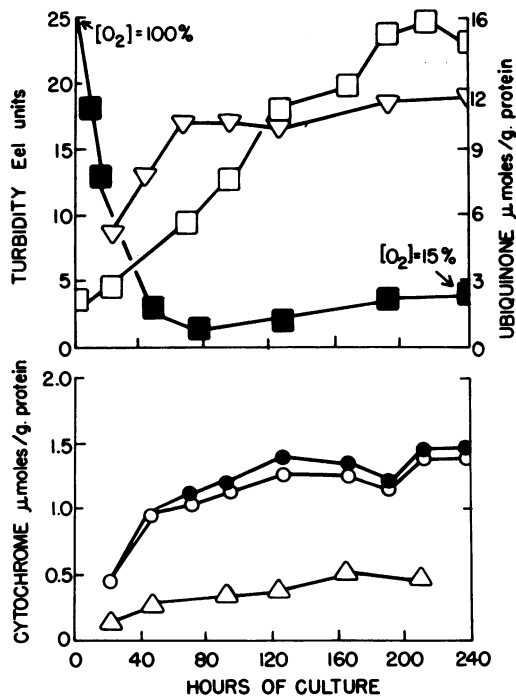 25
20
15
10
5
0
TURBIDITY Eel units
[O₂]=100%
[O₂]=15%
16
12
9
6
3
0
UBIQUINONE μmoles/g. protein
2.0
1.5
1.0
0.5
0
CYTOCHROME μmoles/g. protein
0 40 80 120 160 200 240
HOURS OF CULTURE